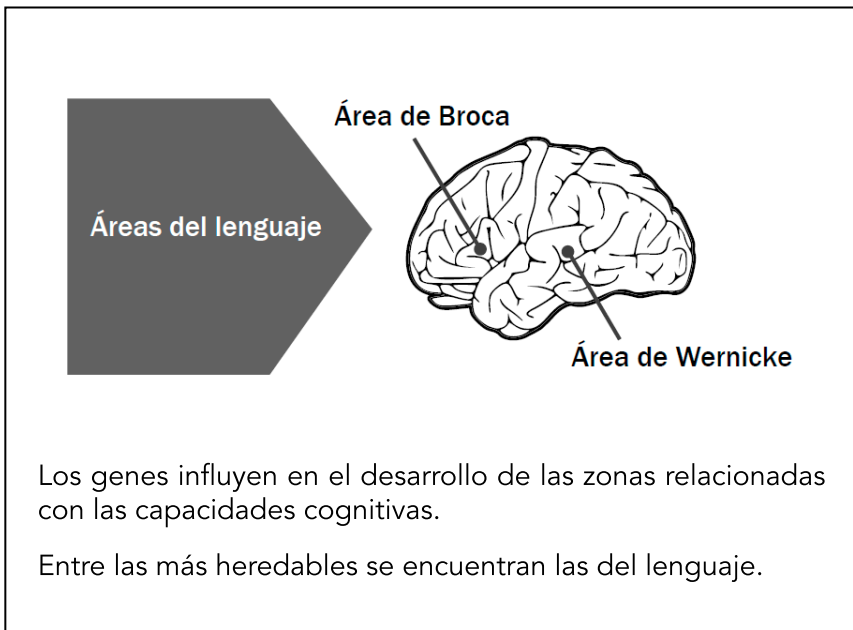 Área de Broca
Áreas del lenguaje
Área de Wernicke
Los genes influyen en el desarrollo de las zonas relacionadas
con las capacidades cognitivas.
Entre las más heredables se encuentran las del lenguaje.